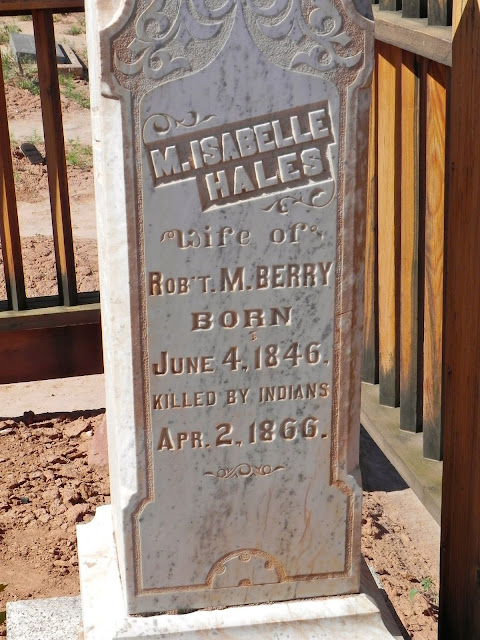 M. ISABELLE
HALES
Wife of
ROB'T. M. BERRY
BORN
JUNE 4, 1846.
KILLED BY INDIANS
APR. 2, 1866.